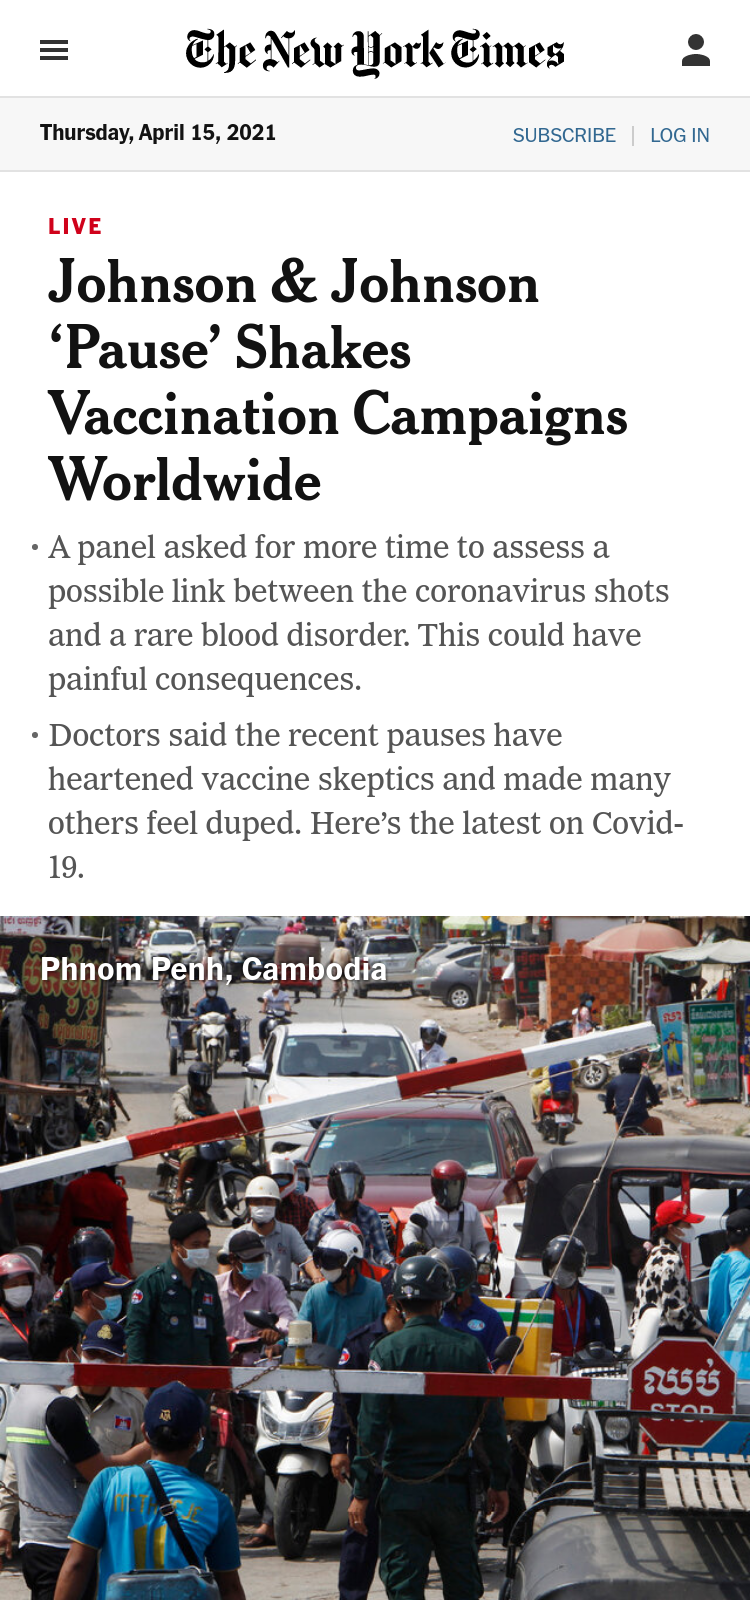 The New York Times
Thursday, April 15, 2021
SUBSCRIBE | LOG IN
LIVE
Johnson & Johnson
‘Pause’ Shakes
Vaccination Campaigns
Worldwide
• A panel asked for more time to assess a
possible link between the coronavirus shots
and a rare blood disorder. This could have
painful consequences.
• Doctors said the recent pauses have
heartened vaccine skeptics and made many
others feel duped. Here’s the latest on Covid-
19.
Phnom Penh, Cambodia
ឈប់
STOP
11